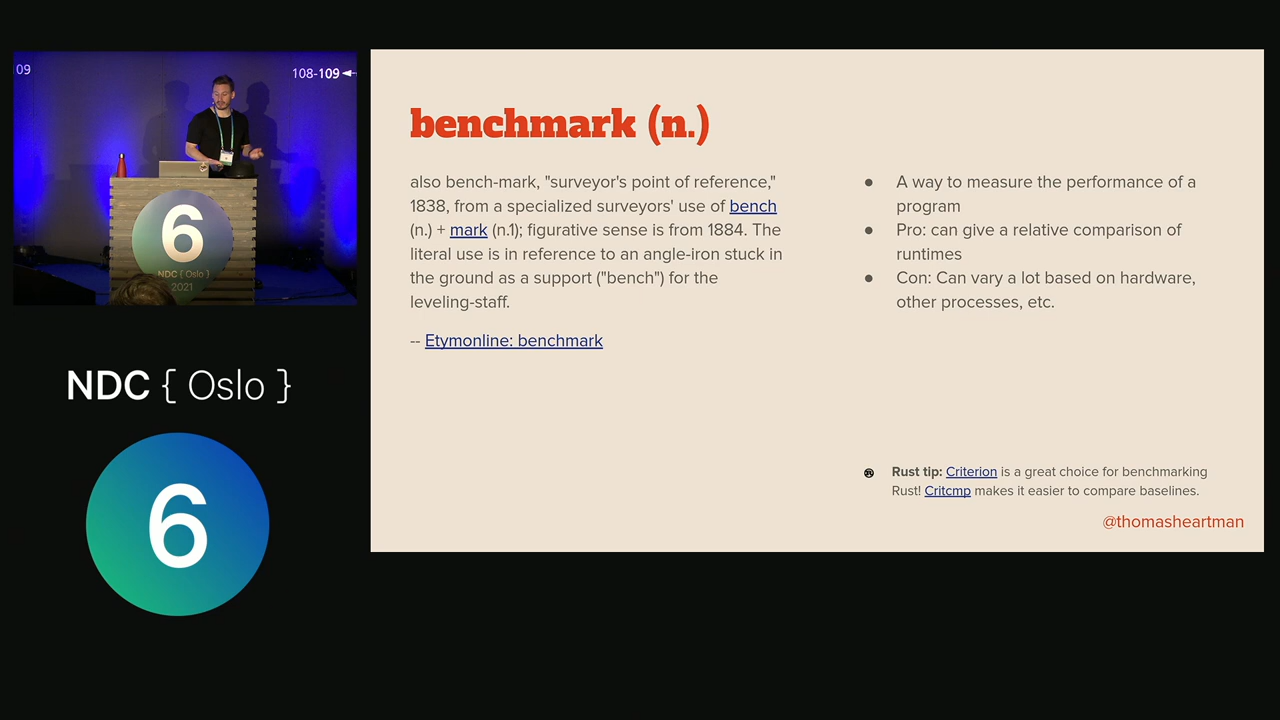 09
108-109
6
NDC { Oslo }
2021
NDC { Oslo }
6
benchmark (n.)
also bench-mark, "surveyor's point of reference,"
1838, from a specialized surveyors' use of bench
(n.) + mark (n.1); figurative sense is from 1884. The
literal use is in reference to an angle-iron stuck in
the ground as a support ("bench") for the
leveling-staff.
-- Etymonline: benchmark
● A way to measure the performance of a
program
● Pro: can give a relative comparison of
runtimes
● Con: Can vary a lot based on hardware,
other processes, etc.
Rust tip: Criterion is a great choice for benchmarking
Rust! Critcmp makes it easier to compare baselines.
@thomasheartman